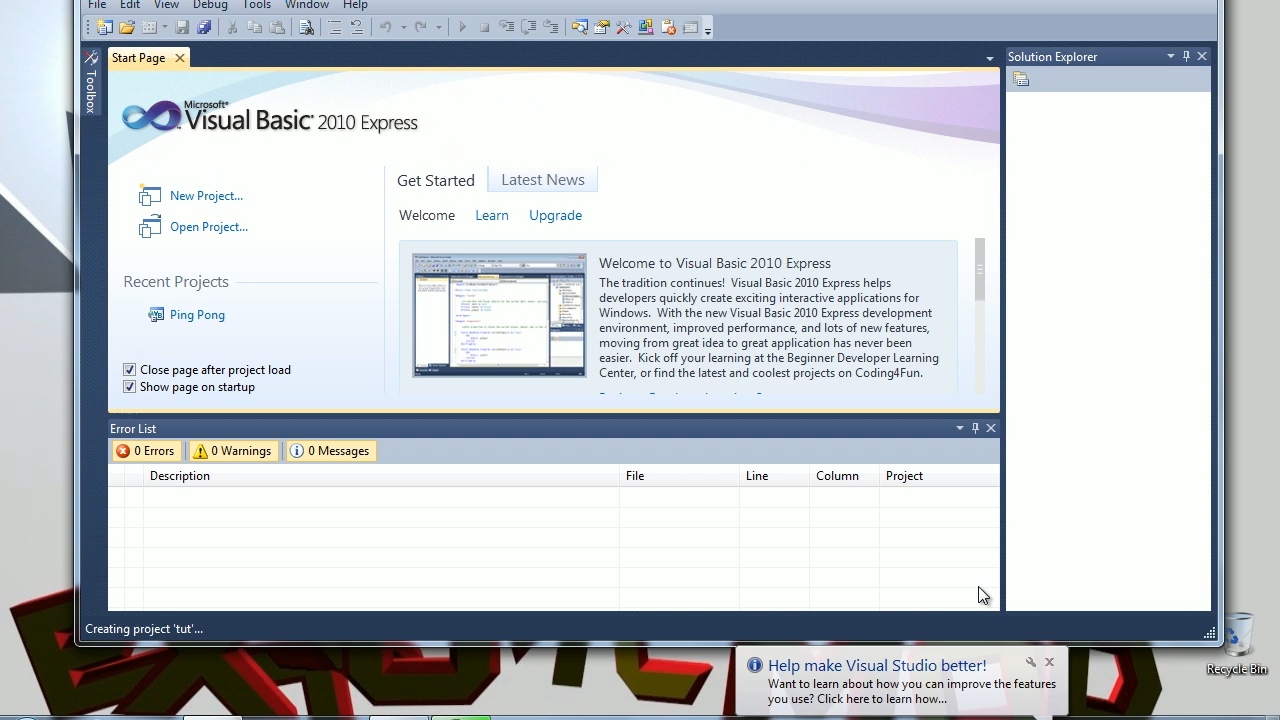 File Edit View Debug Tools Window Help
Toolbox
Start Page
Solution Explorer
Microsoft®
Visual Basic 2010 Express
New Project...
Open Project...
Recent Projects
Ping Pong
Close page after project load
Show page on startup
Get Started Latest News
Welcome Learn Upgrade
Welcome to Visual Basic 2010 Express
The tradition continues! Visual Basic 2010 Express helps
developers quickly create exciting interactive applications for
Windows. With the new Visual Basic 2010 Express development
environment, improved performance, and lots of new features,
moving from great idea to great application has never been
easier. Kick off your learning at the Beginner Developer Learning
Center, or find the latest and coolest projects on Coding4Fun.
Error List
0 Errors 0 Warnings 0 Messages
Description File Line Column Project
Creating project 'tut'...
Help make Visual Studio better!
Want to learn about how you can improve the features
you use? Click here to learn how...
Recycle Bin